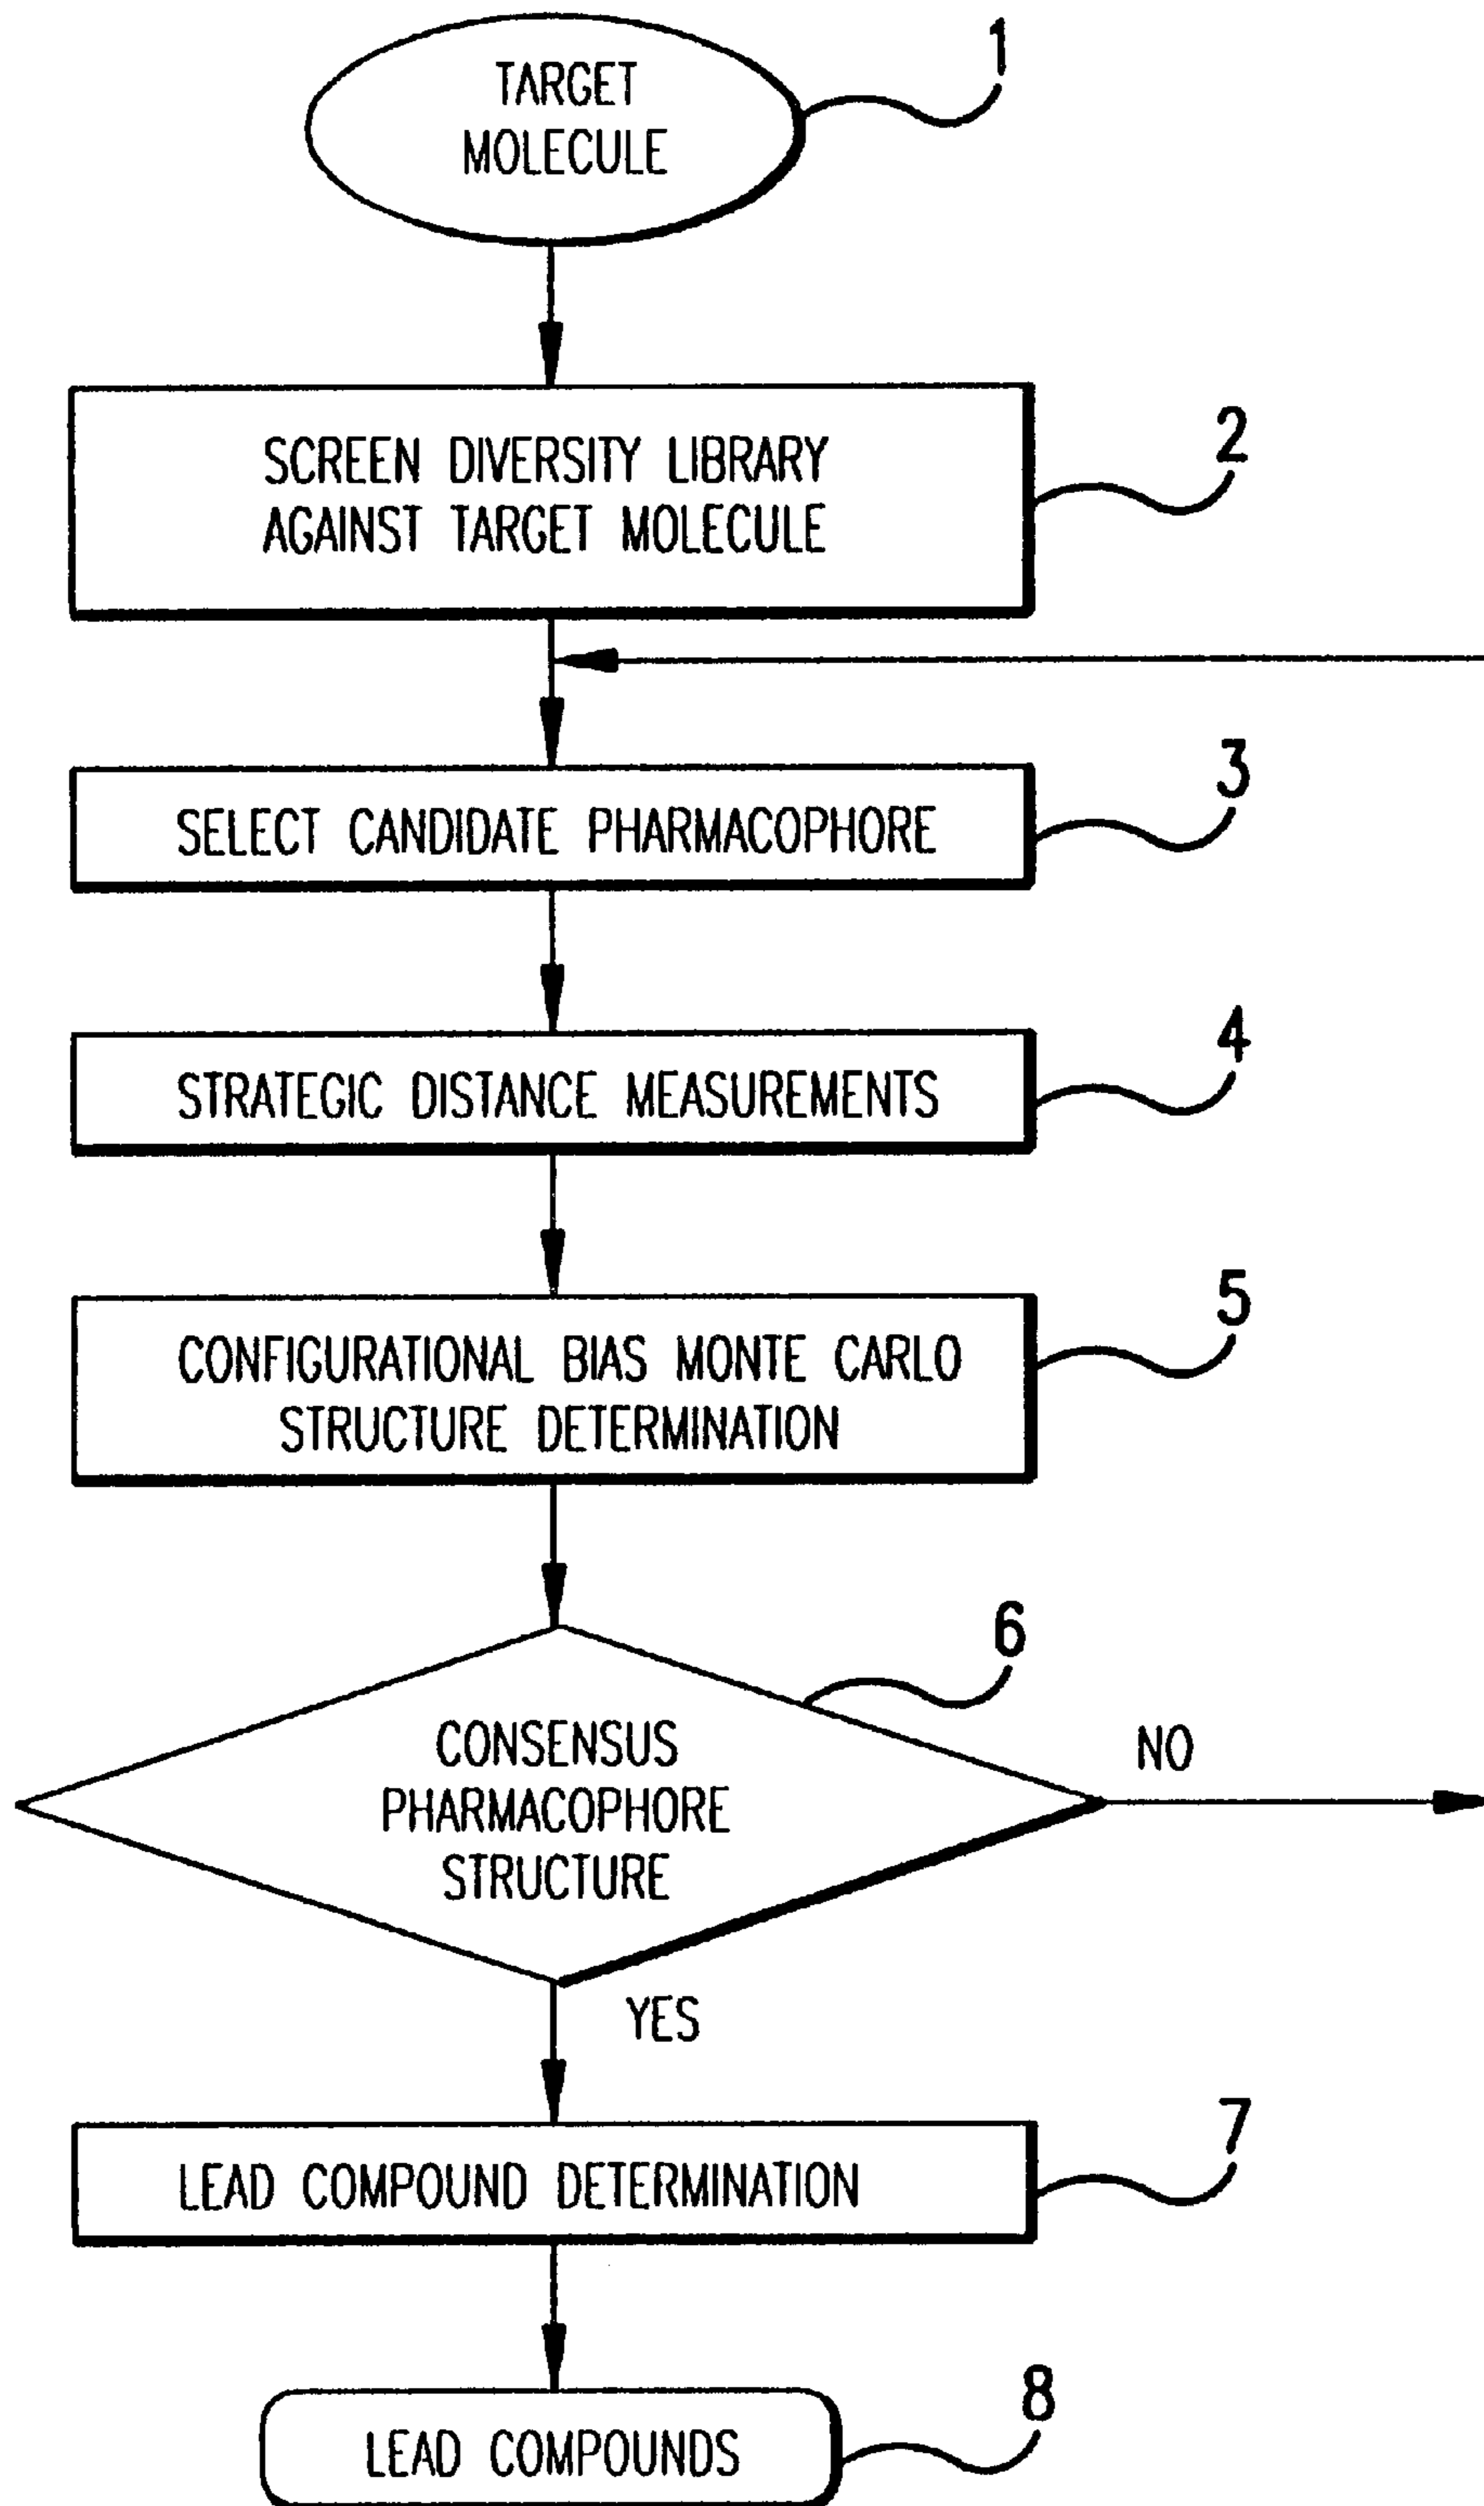 1
TARGET
MOLECULE
2
SCREEN DIVERSITY LIBRARY
AGAINST TARGET MOLECULE
3
SELECT CANDIDATE PHARMACOPHORE
4
STRATEGIC DISTANCE MEASUREMENTS
5
CONFIGURATIONAL BIAS MONTE CARLO
STRUCTURE DETERMINATION
6
CONSENSUS
PHARMACOPHORE
STRUCTURE
NO
YES
7
LEAD COMPOUND DETERMINATION
8
LEAD COMPOUNDS